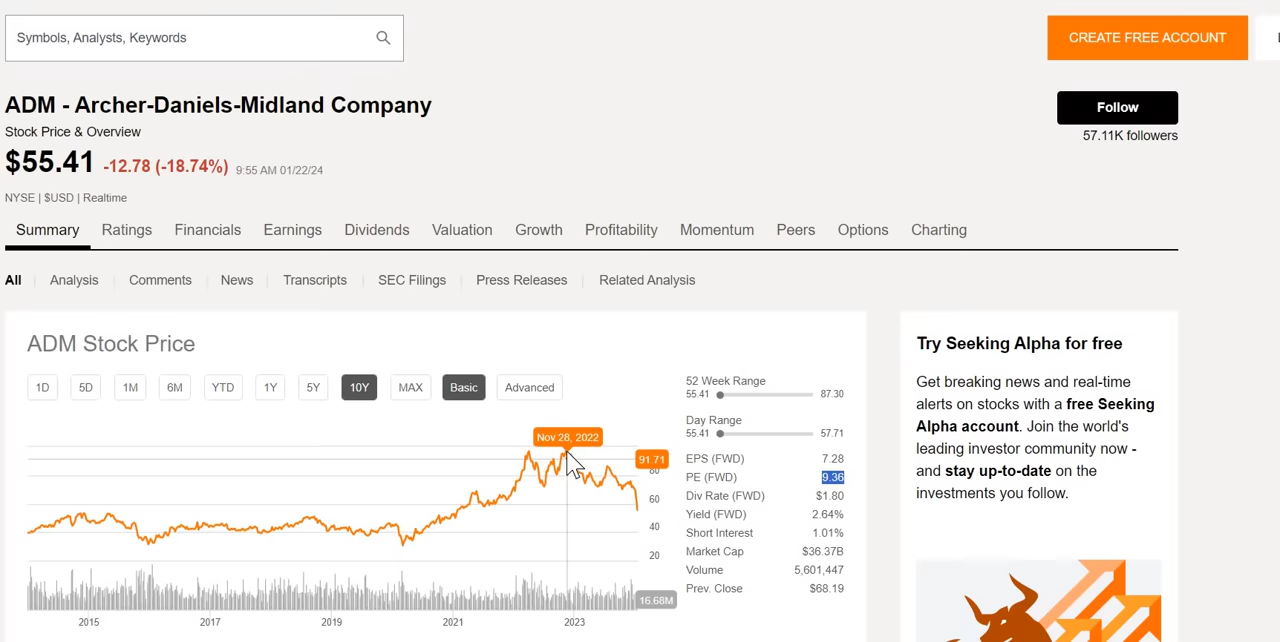 Symbols, Analysts, Keywords
CREATE FREE ACCOUNT
ADM - Archer-Daniels-Midland Company
Follow
Stock Price & Overview
57.11K followers
$55.41 -12.78 (-18.74%) 9:55 AM 01/22/24
NYSE | $USD | Realtime
Summary Ratings Financials Earnings Dividends Valuation Growth Profitability Momentum Peers Options Charting
All Analysis Comments News Transcripts SEC Filings Press Releases Related Analysis
ADM Stock Price
1D 5D 1M 6M YTD 1Y 5Y 10Y MAX Basic Advanced
Nov 28, 2022
91.71
80
60
40
20
16.68M
2015 2017 2019 2021 2023
52 Week Range
55.41 87.30
Day Range
55.41 57.71
EPS (FWD) 7.28
PE (FWD) 9.36
Div Rate (FWD) $1.80
Yield (FWD) 2.64%
Short Interest 1.01%
Market Cap $36.37B
Volume 5,601,447
Prev. Close $68.19
Try Seeking Alpha for free
Get breaking news and real-time
alerts on stocks with a free Seeking
Alpha account. Join the world's
leading investor community now -
and stay up-to-date on the
investments you follow.